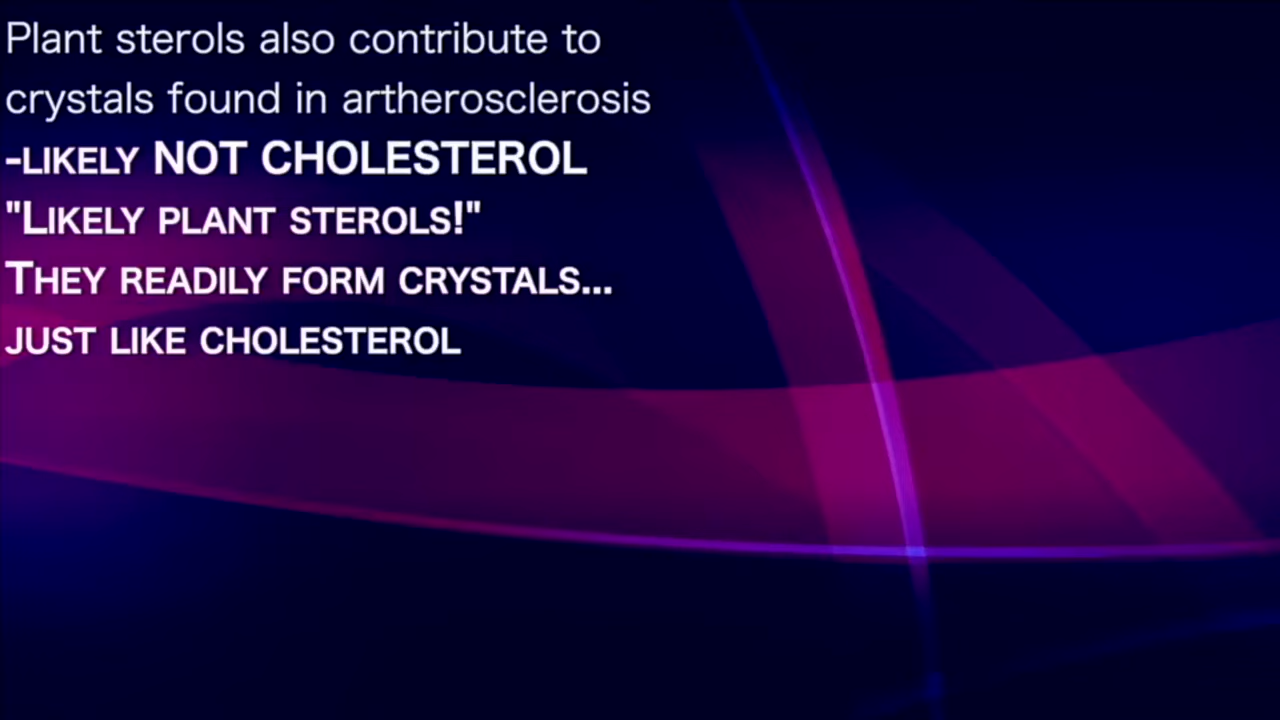 Plant sterols also contribute to
crystals found in artherosclerosis
-LIKELY NOT CHOLESTEROL
"LIKELY PLANT STEROLS!"
THEY READILY FORM CRYSTALS...
JUST LIKE CHOLESTEROL